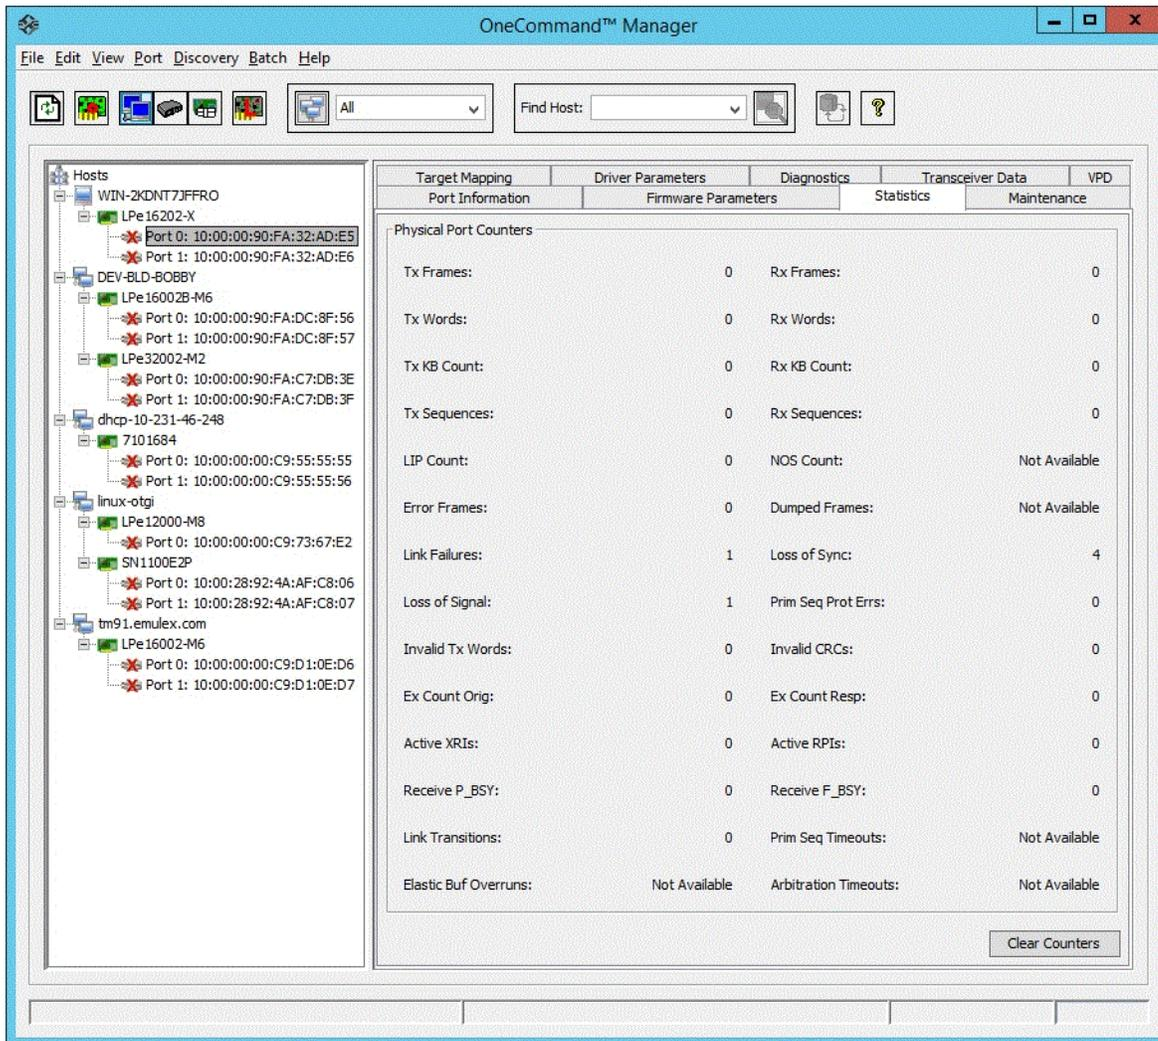 OneCommand™ Manager
File Edit View Port Discovery Batch Help
All
Find Host:
Hosts
WIN-2KDNT7JFFRO
LPe16202-X
Port 0: 10:00:00:90:FA:32:AD:E5
Port 1: 10:00:00:90:FA:32:AD:E6
DEV-BLD-BOBBY
LPe16002B-M6
Port 0: 10:00:00:90:FA:DC:8F:56
Port 1: 10:00:00:90:FA:DC:8F:57
LPe32002-M2
Port 0: 10:00:00:90:FA:C7:DB:3E
Port 1: 10:00:00:90:FA:C7:DB:3F
dhcp-10-231-46-248
7101684
Port 0: 10:00:00:00:C9:55:55:55
Port 1: 10:00:00:00:C9:55:55:56
linux-otgi
LPe12000-M8
Port 0: 10:00:00:00:C9:73:67:E2
SN1100E2P
Port 0: 10:00:28:92:4A:AF:C8:06
Port 1: 10:00:28:92:4A:AF:C8:07
tm91.emulex.com
LPe16002-M6
Port 0: 10:00:00:00:C9:D1:0E:D6
Port 1: 10:00:00:00:C9:D1:0E:D7
Target Mapping Driver Parameters Diagnostics Transceiver Data VPD
Port Information Firmware Parameters Statistics Maintenance
Physical Port Counters
Tx Frames: 0 Rx Frames: 0
Tx Words: 0 Rx Words: 0
Tx KB Count: 0 Rx KB Count: 0
Tx Sequences: 0 Rx Sequences: 0
LIP Count: 0 NOS Count: Not Available
Error Frames: 0 Dumped Frames: Not Available
Link Failures: 1 Loss of Sync: 4
Loss of Signal: 1 Prim Seq Prot Errs: 0
Invalid Tx Words: 0 Invalid CRCs: 0
Ex Count Orig: 0 Ex Count Resp: 0
Active XRIs: 0 Active RPIs: 0
Receive P_BSY: 0 Receive F_BSY: 0
Link Transitions: 0 Prim Seq Timeouts: Not Available
Elastic Buf Overruns: Not Available Arbitration Timeouts: Not Available
Clear Counters